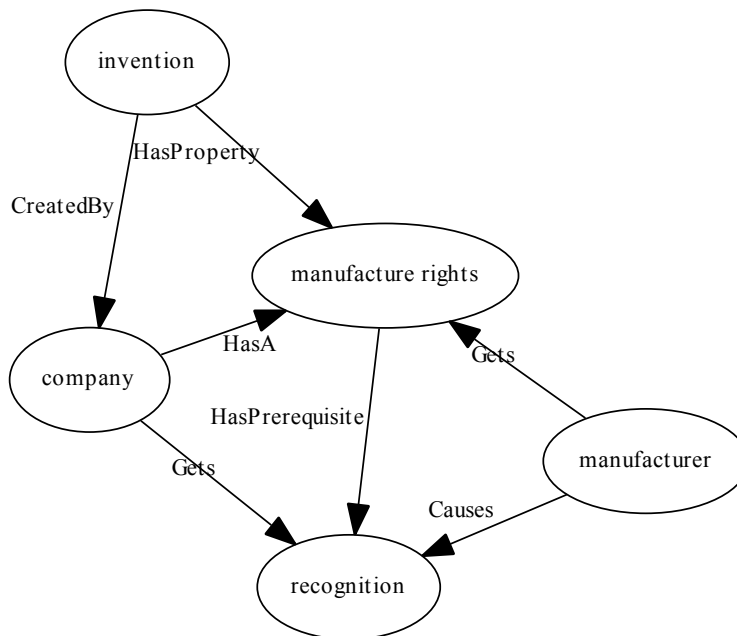 invention
HasProperty
CreatedBy
manufacture rights
HasA
Gets
company
HasPrerequisite
manufacturer
Gets
Causes
recognition